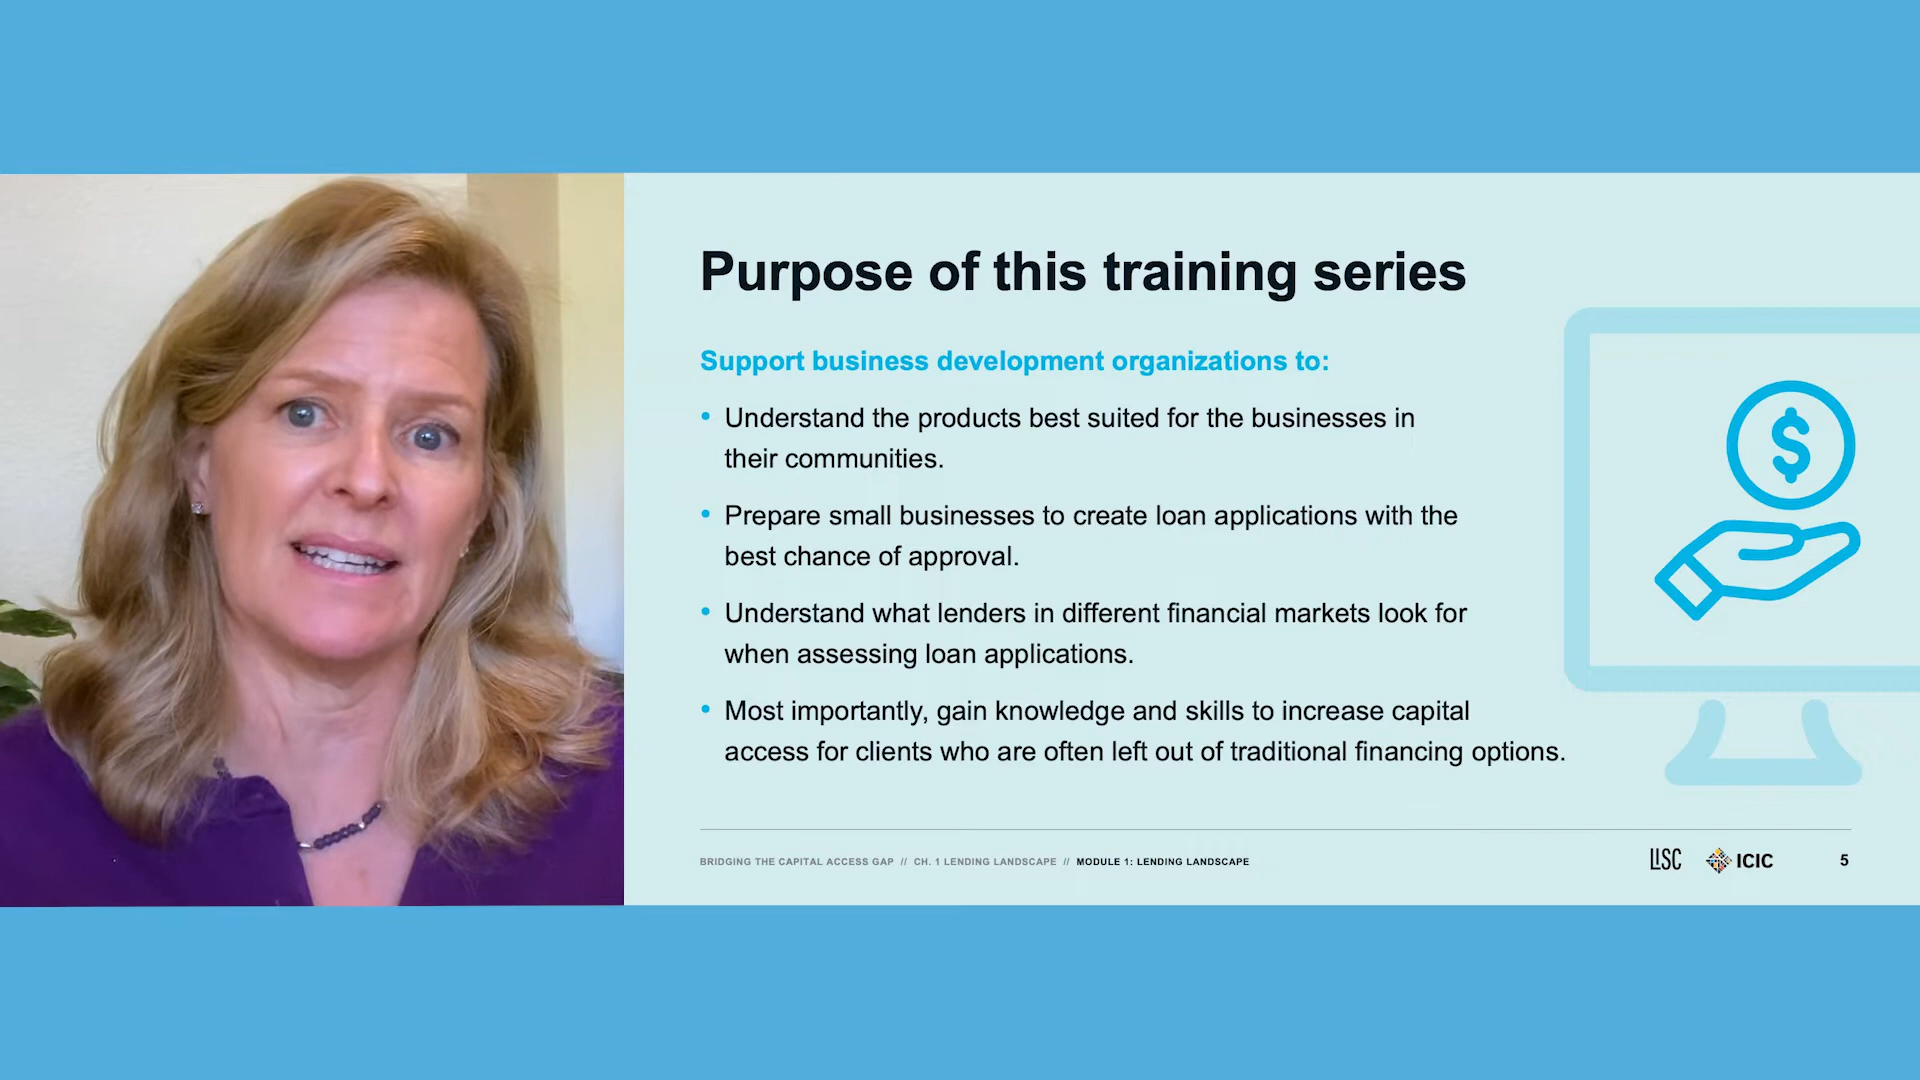 Purpose of this training series
Support business development organizations to:
• Understand the products best suited for the businesses in
their communities.
• Prepare small businesses to create loan applications with the
best chance of approval.
• Understand what lenders in different financial markets look for
when assessing loan applications.
• Most importantly, gain knowledge and skills to increase capital
access for clients who are often left out of traditional financing options.
$
BRIDGING THE CAPITAL ACCESS GAP // CH. 1 LENDING LANDSCAPE // MODULE 1: LENDING LANDSCAPE
LISC ICIC 5